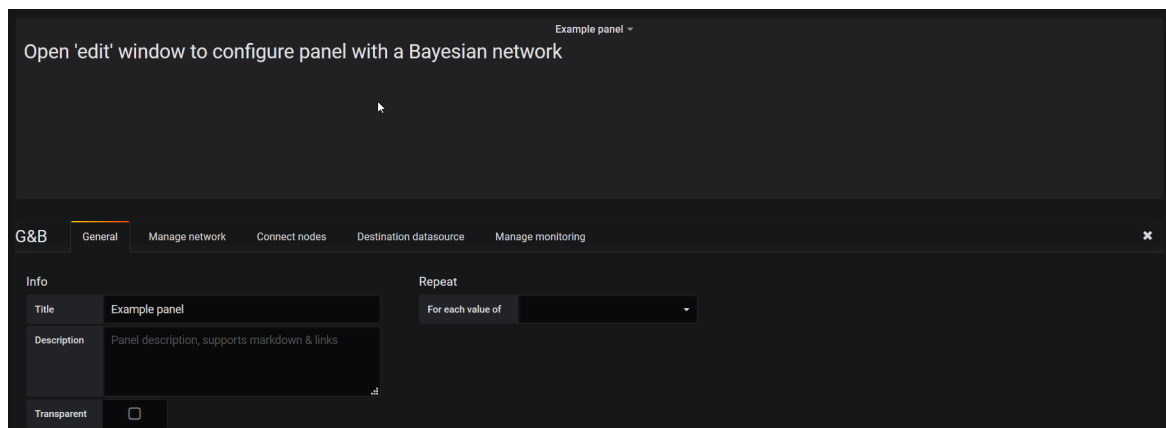 Example panel
Open 'edit' window to configure panel with a Bayesian network
G&B General Manage network Connect nodes Destination datasource Manage monitoring
Info Repeat
Title Example panel For each value of
Description Panel description, supports markdown & links
Transparent